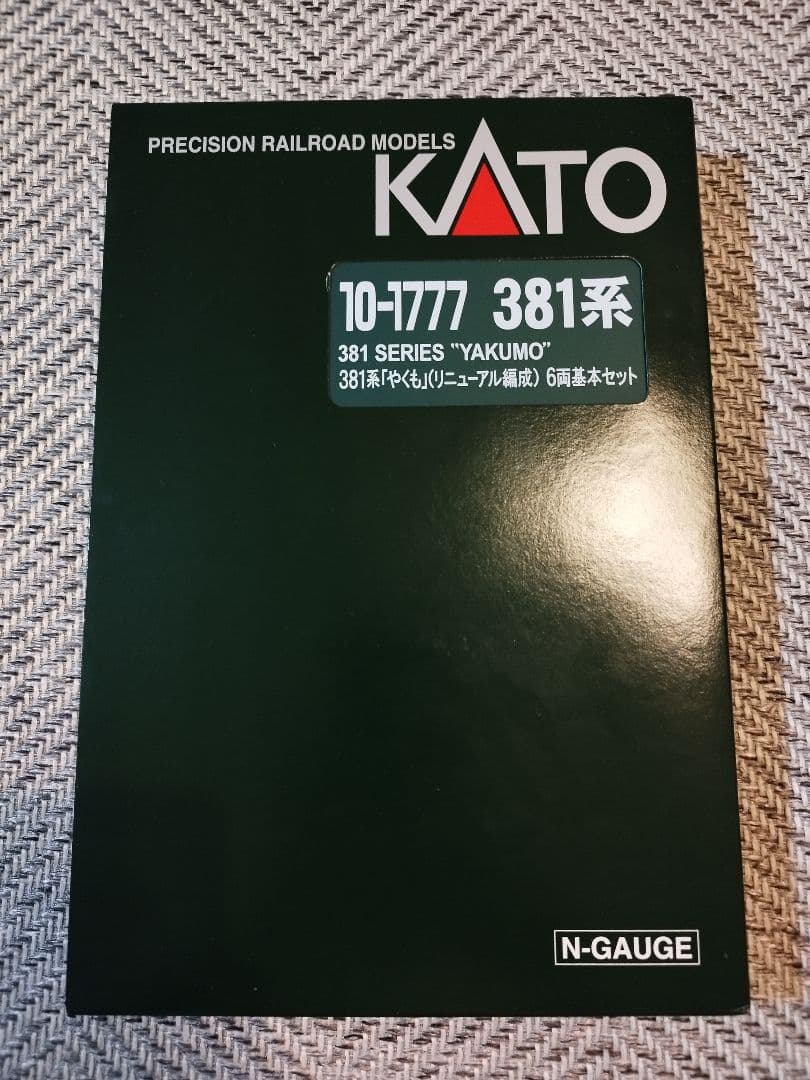 PRECISION RAILROAD MODELS
KATO
10-1777 381系
381 SERIES "YAKUMO"
381系「やくも」(リニューアル編成) 6両基本セット
N-GAUGE